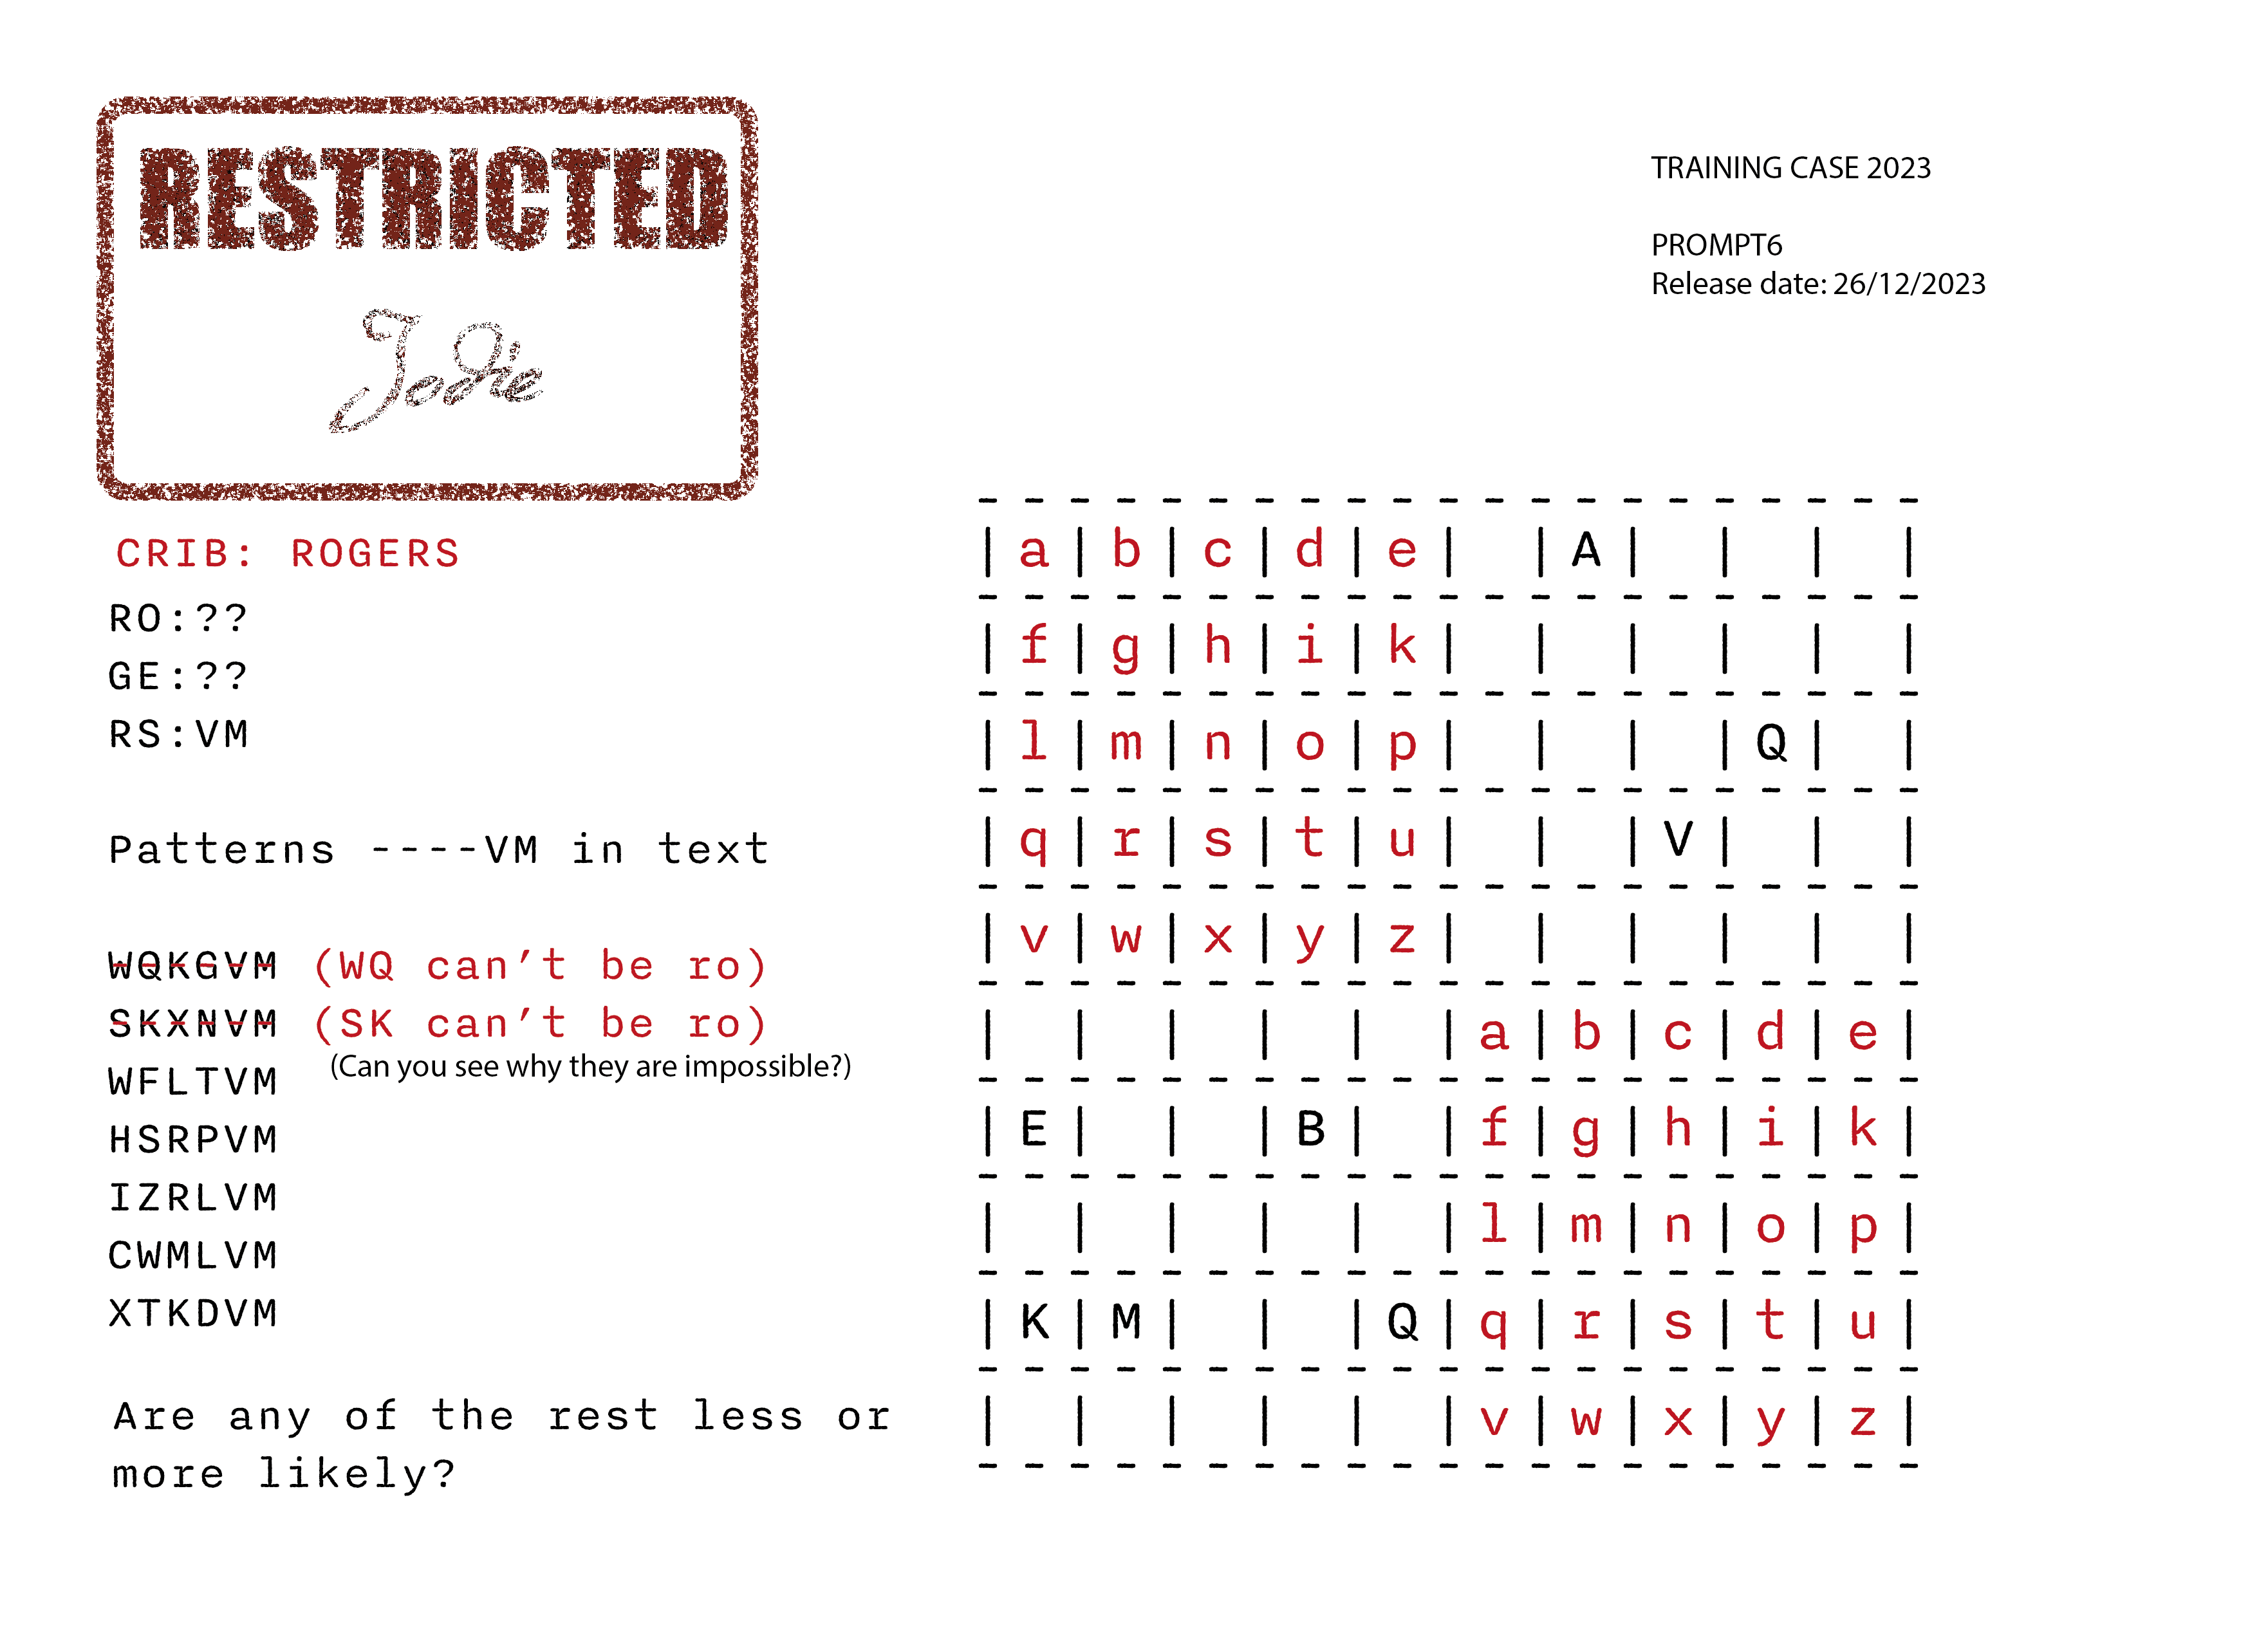 RESTRICTED
Jodie
TRAINING CASE 2023
PROMPT6
Release date: 26/12/2023
CRIB: ROGERS
RO:??
GE:??
RS:VM
Patterns ----VM in text
WQKGVM (WQ can't be ro)
SKXNVM (SK can't be ro)
(Can you see why they are impossible?)
WFLTVM
HSRPVM
IZRLVM
CWMLVM
XTKDVM
Are any of the rest less or
more likely?
|a|b|c|d|e| |A| | | |
|f|g|h|i|k| | | | | |
|l|m|n|o|p| | | |Q| |
|q|r|s|t|u| | |V| | |
|v|w|x|y|z| | | | | |
| | | | | |a|b|c|d|e|
|E| | |B| |f|g|h|i|k|
| | | | | |l|m|n|o|p|
|K|M| | |Q|q|r|s|t|u|
| | | | | |v|w|x|y|z|